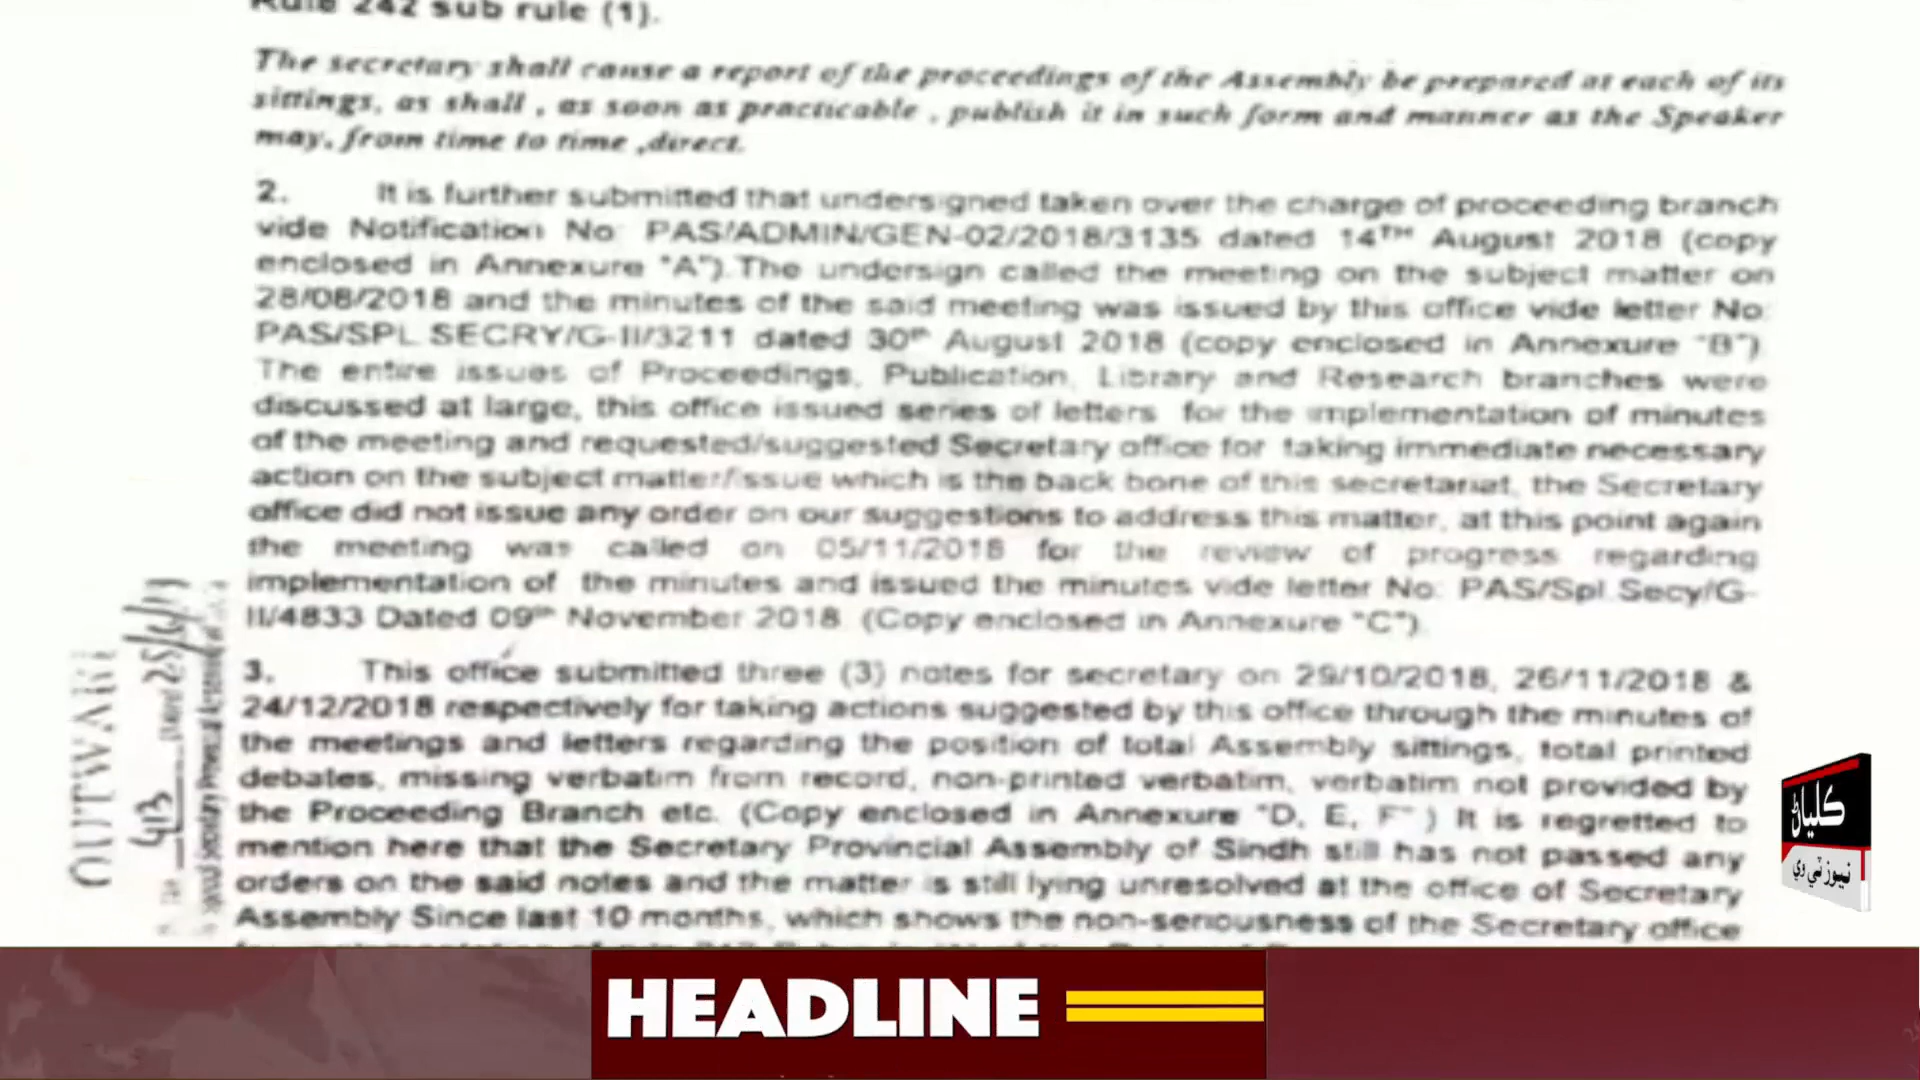 Rule 242 sub rule (1).
The secretary shall cause a report of the proceedings of the Assembly be prepared at each of its
sittings, as shall , as soon as practicable , publish it in such form and manner as the Speaker
may, from time to time ,direct.
2. It is further submitted that undersigned taken over the charge of proceeding branch
vide Notification No: PAS/ADMIN/GEN-02/2018/3135 dated 14TH August 2018 (copy
enclosed in Annexure "A").The undersign called the meeting on the subject matter on
28/08/2018 and the minutes of the said meeting was issued by this office vide letter No:
PAS/SPL.SECRY/G-II/3211 dated 30th August 2018 (copy enclosed in Annexure "B")
The entire issues of Proceedings, Publication, Library and Research branches were
discussed at large, this office issued series of letters for the implementation of minutes
of the meeting and requested/suggested Secretary office for taking immediate necessary
action on the subject matter/issue which is the back bone of this secretariat, the Secretary
office did not issue any order on our suggestions to address this matter, at this point again
the meeting was called on 05/11/2018 for the review of progress regarding
implementation of the minutes and issued the minutes vide letter No: PAS/Spl.Secy/G-
II/4833 Dated 09th November 2018. (Copy enclosed in Annexure "C").
3. This office submitted three (3) notes for secretary on 29/10/2018, 26/11/2018 &
24/12/2018 respectively for taking actions suggested by this office through the minutes of
the meetings and letters regarding the position of total Assembly sittings, total printed
debates, missing verbatim from record, non-printed verbatim, verbatim not provided by
the Proceeding Branch etc. (Copy enclosed in Annexure "D, E, F" ) It is regretted to
mention here that the Secretary Provincial Assembly of Sindh still has not passed any
orders on the said notes and the matter is still lying unresolved at the office of Secretary
Assembly Since last 10 months, which shows the non-seriousness of the Secretary office
OUTWARD
413
25/6/19
کلياڻ
نيوز ٽي وي
HEADLINE